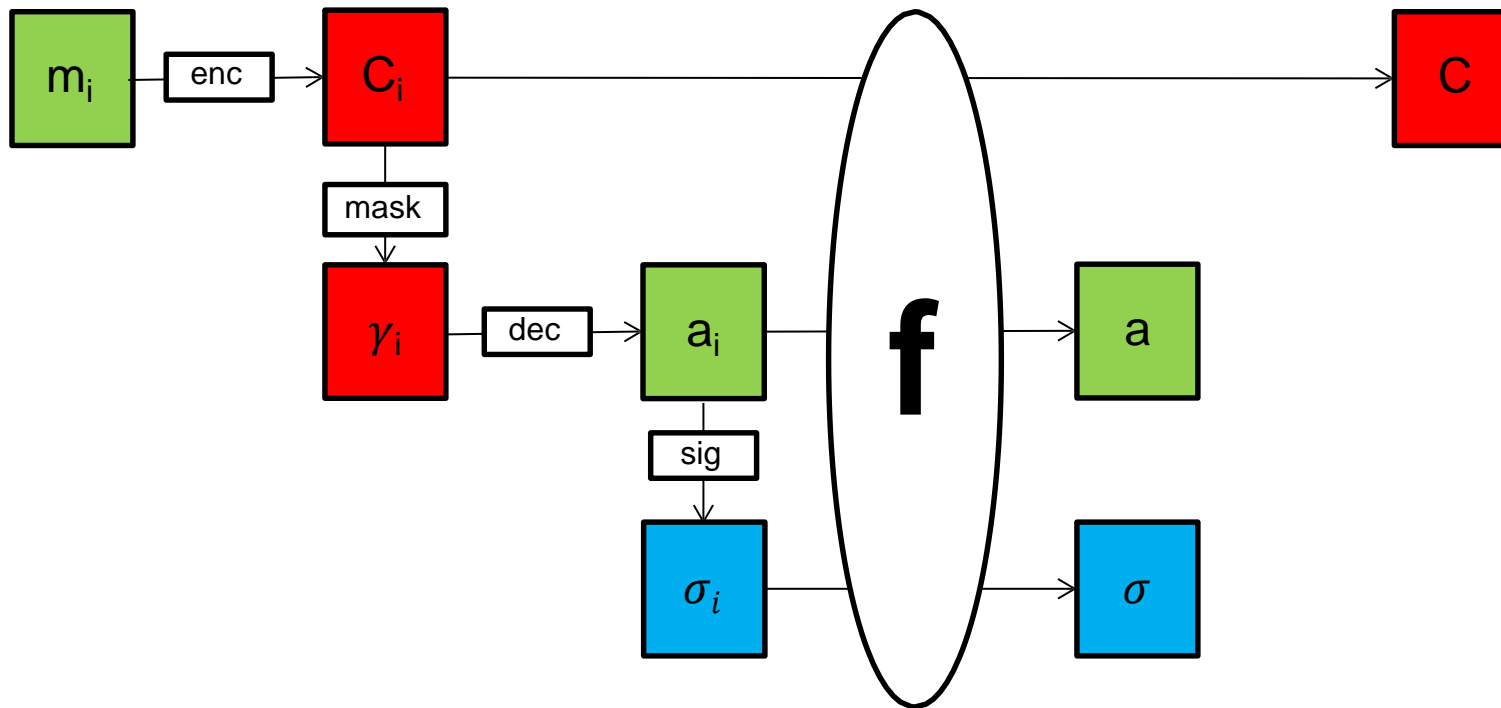 mᵢ enc Cᵢ C
mask
γᵢ dec aᵢ f a
sig
σᵢ σ